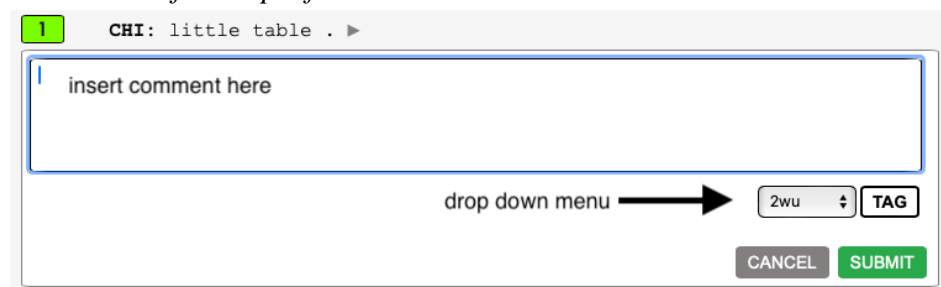 1 CHI: little table . ▶
insert comment here
drop down menu 2wu TAG
CANCEL SUBMIT